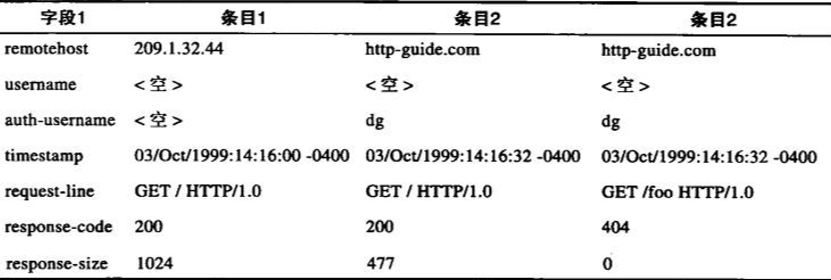 字段1 条目1 条目2 条目2
remotehost 209.1.32.44 http-guide.com http-guide.com
username <空> <空> <空>
auth-username <空> dg dg
timestamp 03/Oct/1999:14:16:00 -0400 03/Oct/1999:14:16:32 -0400 03/Oct/1999:14:16:32 -0400
request-line GET / HTTP/1.0 GET / HTTP/1.0 GET /foo HTTP/1.0
response-code 200 200 404
response-size 1024 477 0